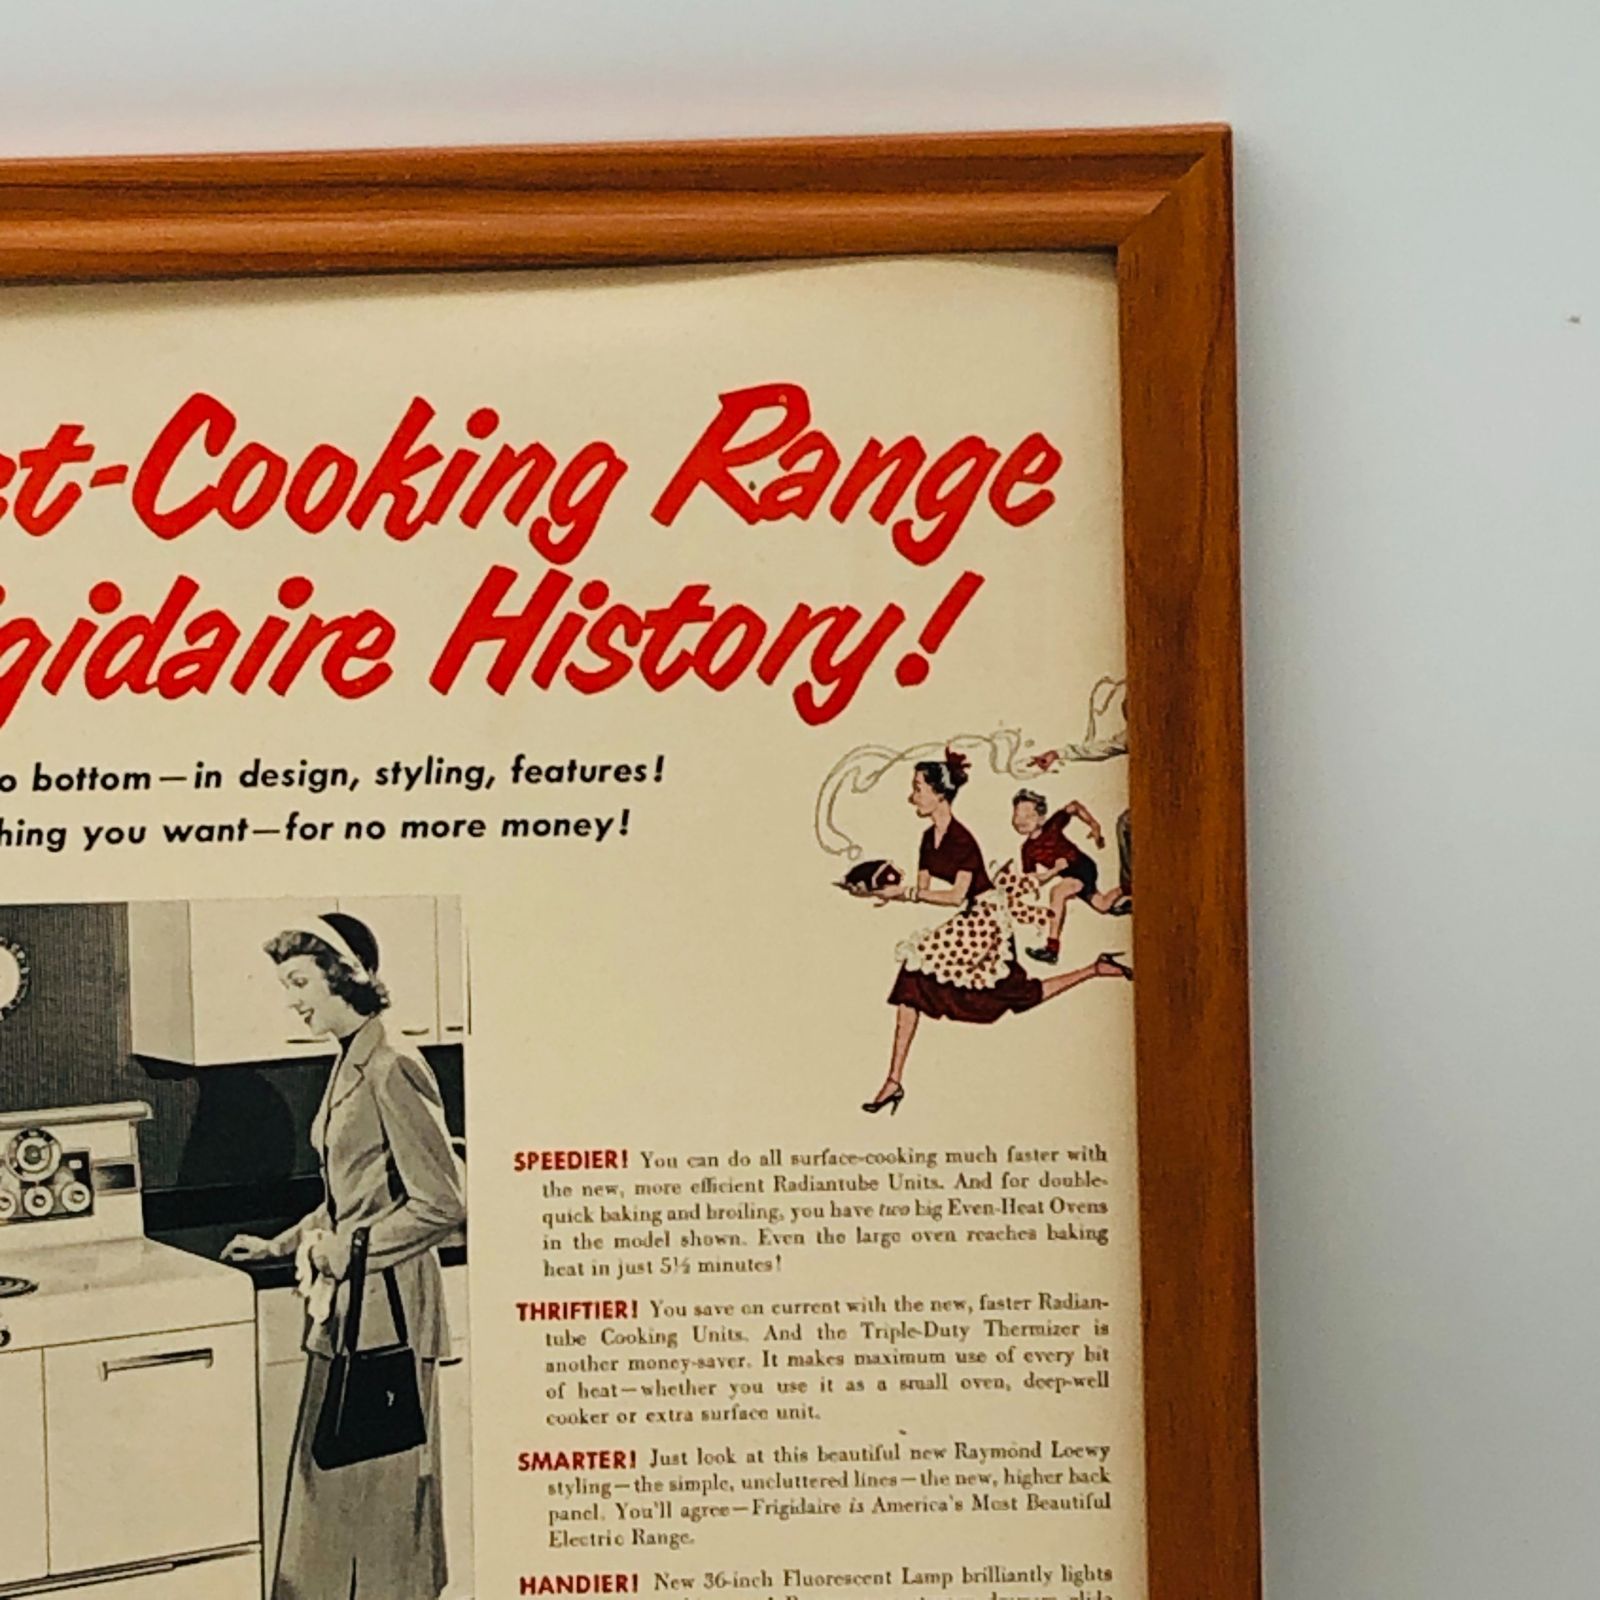 et-Cooking Range
gidaire History!
o bottom—in design, styling, features!
hing you want—for no more money!
SPEEDIER! You can do all surface-cooking much faster with
the new, more efficient Radiantube Units. And for double-
quick baking and broiling, you have two big Even-Heat Ovens
in the model shown. Even the large oven reaches baking
heat in just 5½ minutes!
THRIFTIER! You save on current with the new, faster Radian-
tube Cooking Units. And the Triple-Duty Thermizer is
another money-saver. It makes maximum use of every bit
of heat—whether you use it as a small oven, deep-well
cooker or extra surface unit.
SMARTER! Just look at this beautiful new Raymond Loewy
styling—the simple, uncluttered lines—the new, higher back
panel. You'll agree—Frigidaire is America's Most Beautiful
Electric Range.
HANDIER! New 36-inch Fluorescent Lamp brilliantly lights